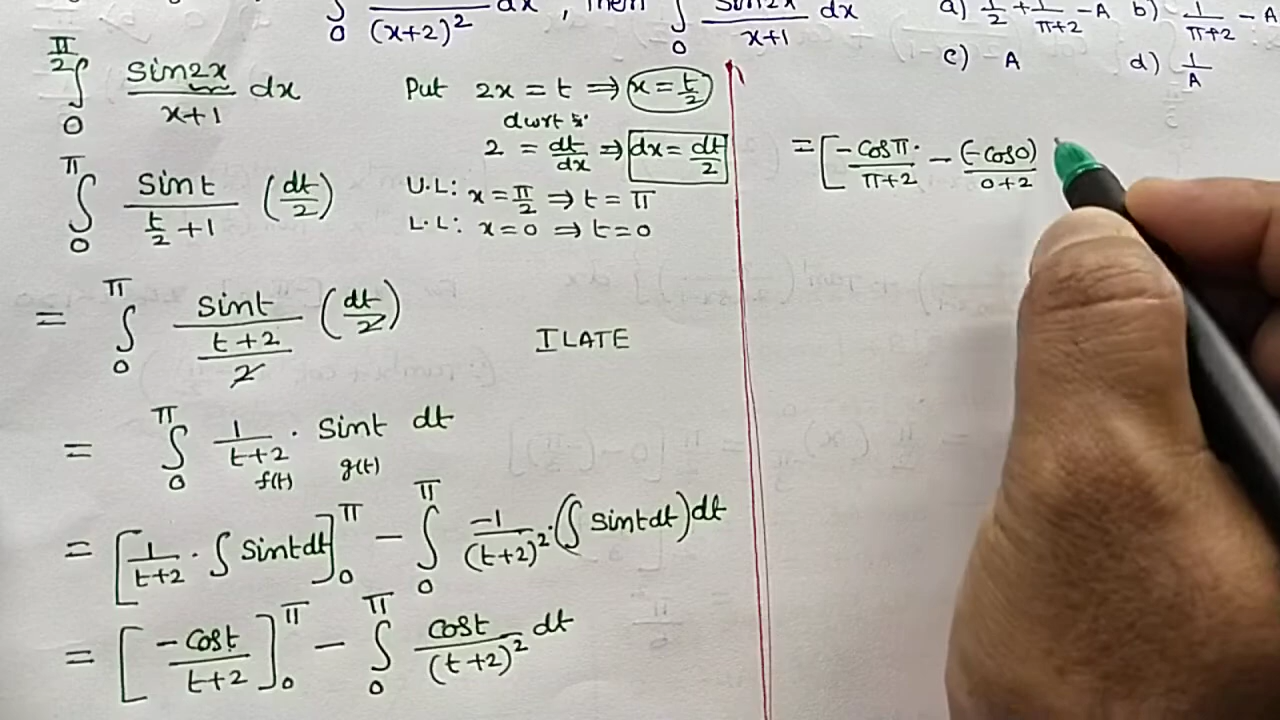 ∫₀ ‾/(x+2)² dx , Then ∫₀ sin2x/x+1 dx a) 1/2 + 1/π+2 - A b) 1/π+2 - A
c) - A d) 1/A
∫₀^(π/2) sin2x/x+1 dx Put 2x = t ⇒ x = t/2
dwrt x
2 = dt/dx ⇒ dx = dt/2
∫₀^π sint/(t/2 + 1) (dt/2) U.L: x = π/2 ⇒ t = π
L.L: x = 0 ⇒ t = 0
= ∫₀^π sint/((t+2)/2) (dt/2) ILATE
= ∫₀^π 1/t+2 · sint dt
f(t) g(t)
= [1/t+2 · ∫ sintdt]₀^π - ∫₀^π -1/(t+2)² · (∫ sintdt) dt
= [-cost/t+2]₀^π - ∫₀^π cost/(t+2)² dt
= [-cosπ/π+2 - (-cos0)/0+2